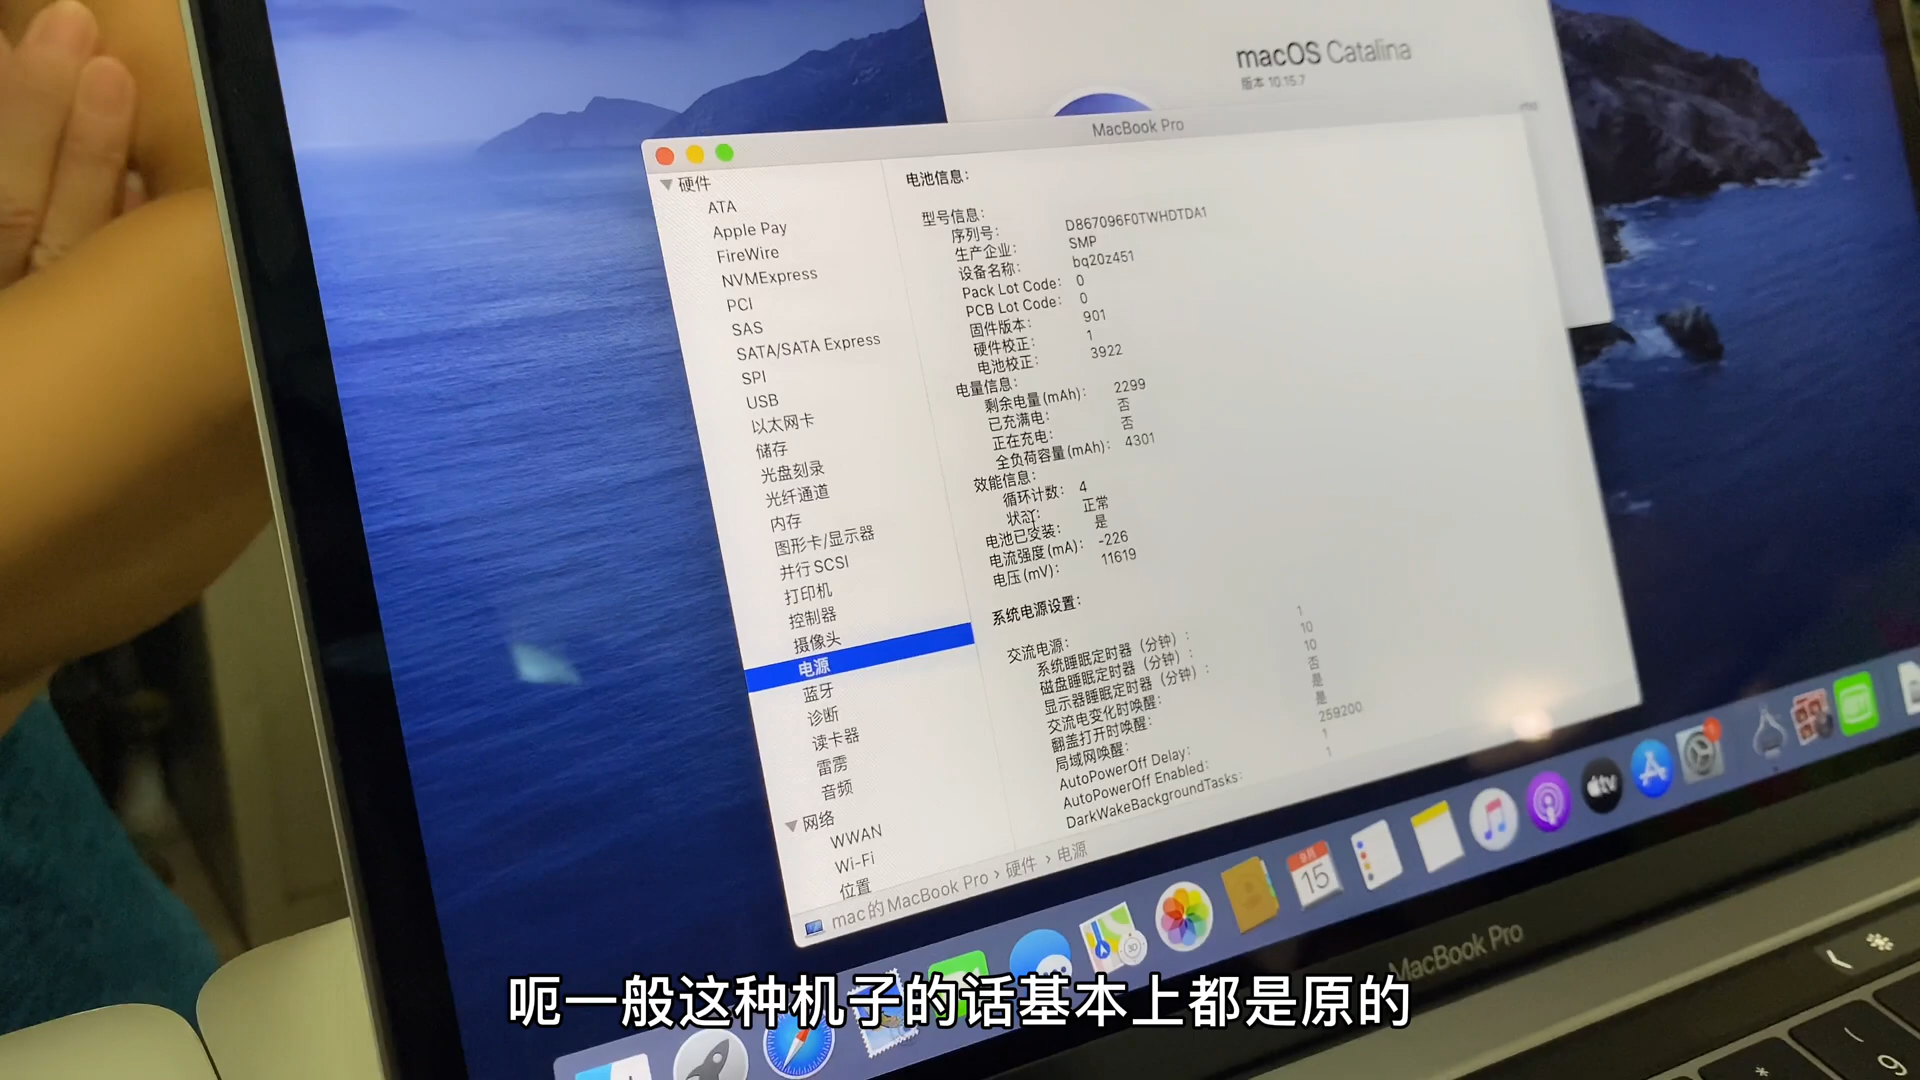 macOS Catalina
版本 10.15.7
MacBook Pro
硬件
ATA
Apple Pay
FireWire
NVMExpress
PCI
SAS
SATA/SATA Express
SPI
USB
以太网卡
储存
光盘刻录
光纤通道
内存
图形卡/显示器
并行 SCSI
打印机
控制器
摄像头
电源
蓝牙
诊断
读卡器
雷雳
音频
网络
WWAN
Wi-Fi
位置
电池信息:
型号信息:
序列号: D867096F0TWHDTDA1
生产企业: SMP
设备名称: bq20z451
Pack Lot Code: 0
PCB Lot Code: 0
固件版本: 901
硬件校正: 1
电池校正: 3922
电量信息:
剩余电量 (mAh): 2299
已充满电: 否
正在充电: 否
全负荷容量 (mAh): 4301
效能信息:
循环计数: 4
状态: 正常
电池已安装: 是
电流强度 (mA): -226
电压 (mV): 11619
系统电源设置:
交流电源:
系统睡眠定时器（分钟）: 1
磁盘睡眠定时器（分钟）: 10
显示器睡眠定时器（分钟）: 10
交流电变化时唤醒: 否
翻盖打开时唤醒: 是
局域网唤醒: 是
AutoPowerOff Delay: 259200
AutoPowerOff Enabled: 1
DarkWakeBackgroundTasks: 1
mac的MacBook Pro › 硬件 › 电源
9月
15
tv
MacBook Pro
呃一般这种机子的话基本上都是原的